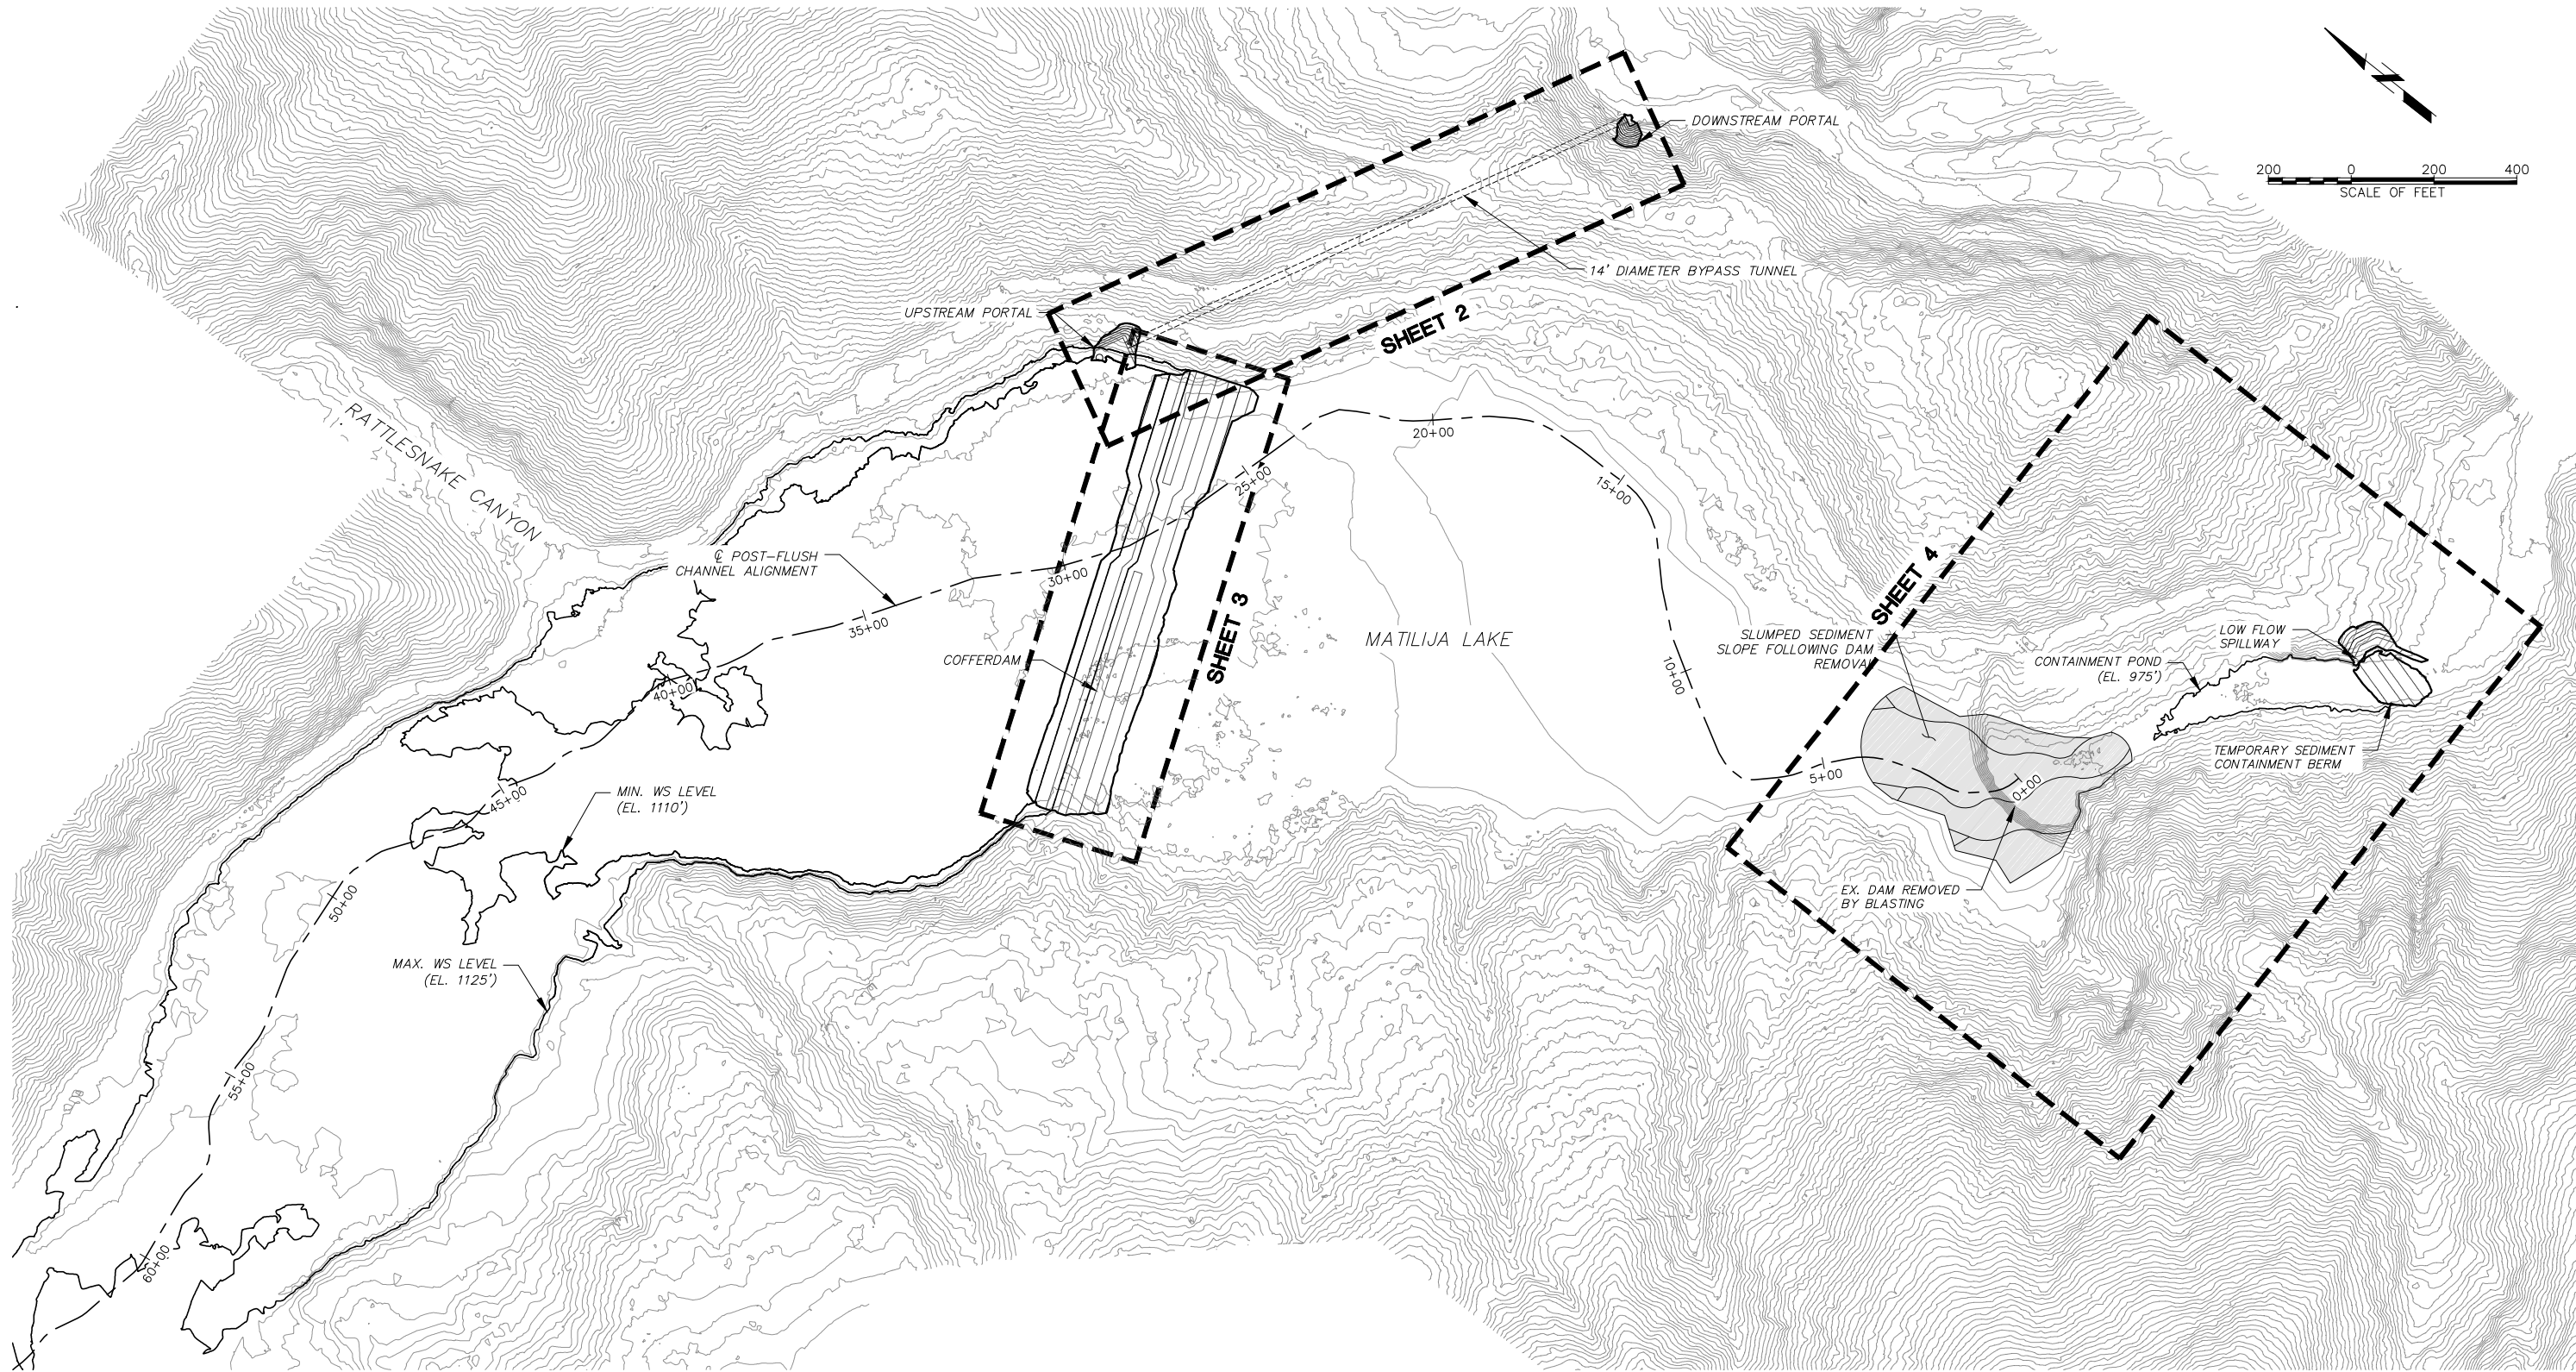 DOWNSTREAM PORTAL
200 0 200 400
SCALE OF FEET
14' DIAMETER BYPASS TUNNEL
UPSTREAM PORTAL
SHEET 2
RATTLESNAKE CANYON
20+00
25+00
15+00
℄ POST-FLUSH
CHANNEL ALIGNMENT
30+00
35+00
SHEET 3
SHEET 4
MATILIJA LAKE
COFFERDAM
SLUMPED SEDIMENT
SLOPE FOLLOWING DAM
REMOVAL
LOW FLOW
SPILLWAY
CONTAINMENT POND
(EL. 975')
10+00
40+00
TEMPORARY SEDIMENT
CONTAINMENT BERM
5+00
0+00
45+00
MIN. WS LEVEL
(EL. 1110')
EX. DAM REMOVED
BY BLASTING
50+00
MAX. WS LEVEL
(EL. 1125')
55+00
60+00